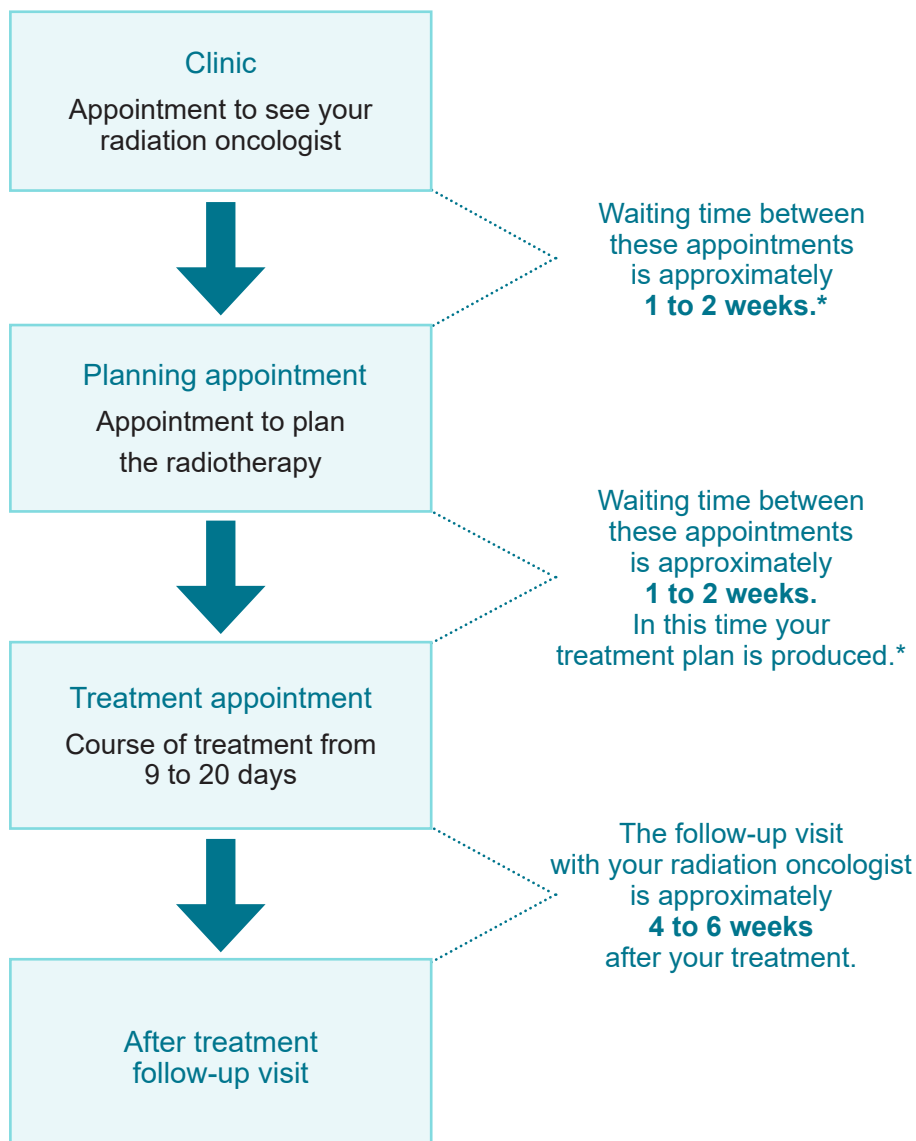 Clinic
Appointment to see your
radiation oncologist
Waiting time between
these appointments
is approximately
1 to 2 weeks.*
Planning appointment
Appointment to plan
the radiotherapy
Waiting time between
these appointments
is approximately
1 to 2 weeks.
In this time your
treatment plan is produced.*
Treatment appointment
Course of treatment from
9 to 20 days
The follow-up visit
with your radiation oncologist
is approximately
4 to 6 weeks
after your treatment.
After treatment
follow-up visit